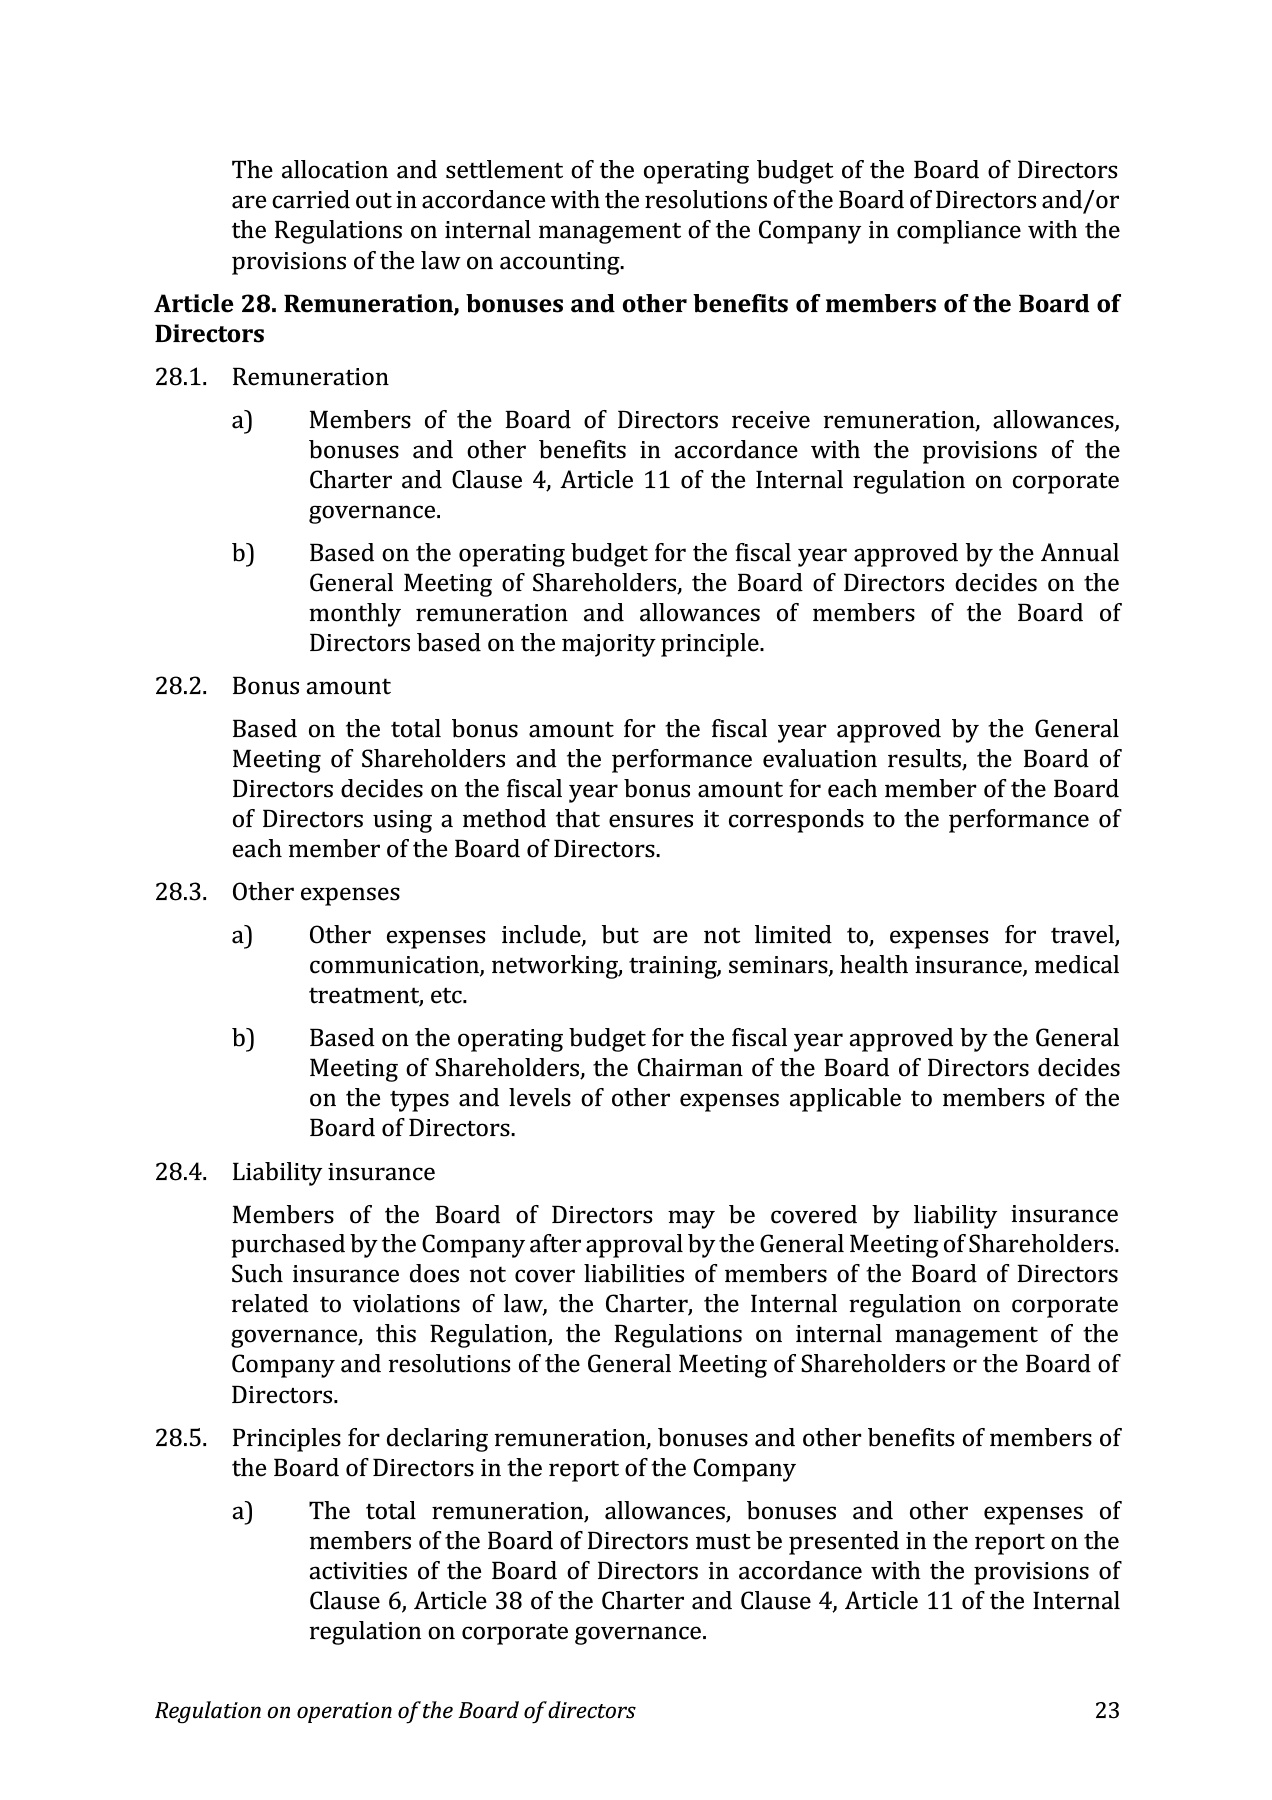 The allocation and settlement of the operating budget of the Board of Directors
are carried out in accordance with the resolutions of the Board of Directors and/or
the Regulations on internal management of the Company in compliance with the
provisions of the law on accounting.
Article 28. Remuneration, bonuses and other benefits of members of the Board of
Directors
28.1. Remuneration
a) Members of the Board of Directors receive remuneration, allowances,
bonuses and other benefits in accordance with the provisions of the
Charter and Clause 4, Article 11 of the Internal regulation on corporate
governance.
b) Based on the operating budget for the fiscal year approved by the Annual
General Meeting of Shareholders, the Board of Directors decides on the
monthly remuneration and allowances of members of the Board of
Directors based on the majority principle.
28.2. Bonus amount
Based on the total bonus amount for the fiscal year approved by the General
Meeting of Shareholders and the performance evaluation results, the Board of
Directors decides on the fiscal year bonus amount for each member of the Board
of Directors using a method that ensures it corresponds to the performance of
each member of the Board of Directors.
28.3. Other expenses
a) Other expenses include, but are not limited to, expenses for travel,
communication, networking, training, seminars, health insurance, medical
treatment, etc.
b) Based on the operating budget for the fiscal year approved by the General
Meeting of Shareholders, the Chairman of the Board of Directors decides
on the types and levels of other expenses applicable to members of the
Board of Directors.
28.4. Liability insurance
Members of the Board of Directors may be covered by liability insurance
purchased by the Company after approval by the General Meeting of Shareholders.
Such insurance does not cover liabilities of members of the Board of Directors
related to violations of law, the Charter, the Internal regulation on corporate
governance, this Regulation, the Regulations on internal management of the
Company and resolutions of the General Meeting of Shareholders or the Board of
Directors.
28.5. Principles for declaring remuneration, bonuses and other benefits of members of
the Board of Directors in the report of the Company
a) The total remuneration, allowances, bonuses and other expenses of
members of the Board of Directors must be presented in the report on the
activities of the Board of Directors in accordance with the provisions of
Clause 6, Article 38 of the Charter and Clause 4, Article 11 of the Internal
regulation on corporate governance.
Regulation on operation of the Board of directors 23